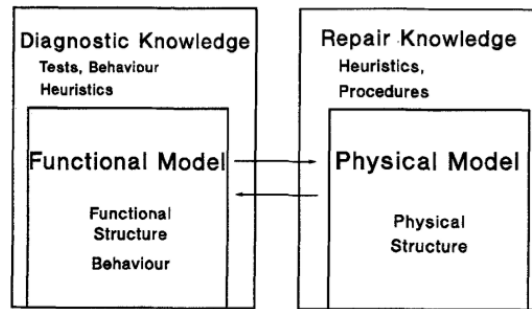 Diagnostic Knowledge
Tests, Behaviour
Heuristics
Functional Model
Functional
Structure
Behaviour
Repair Knowledge
Heuristics,
Procedures
Physical Model
Physical
Structure